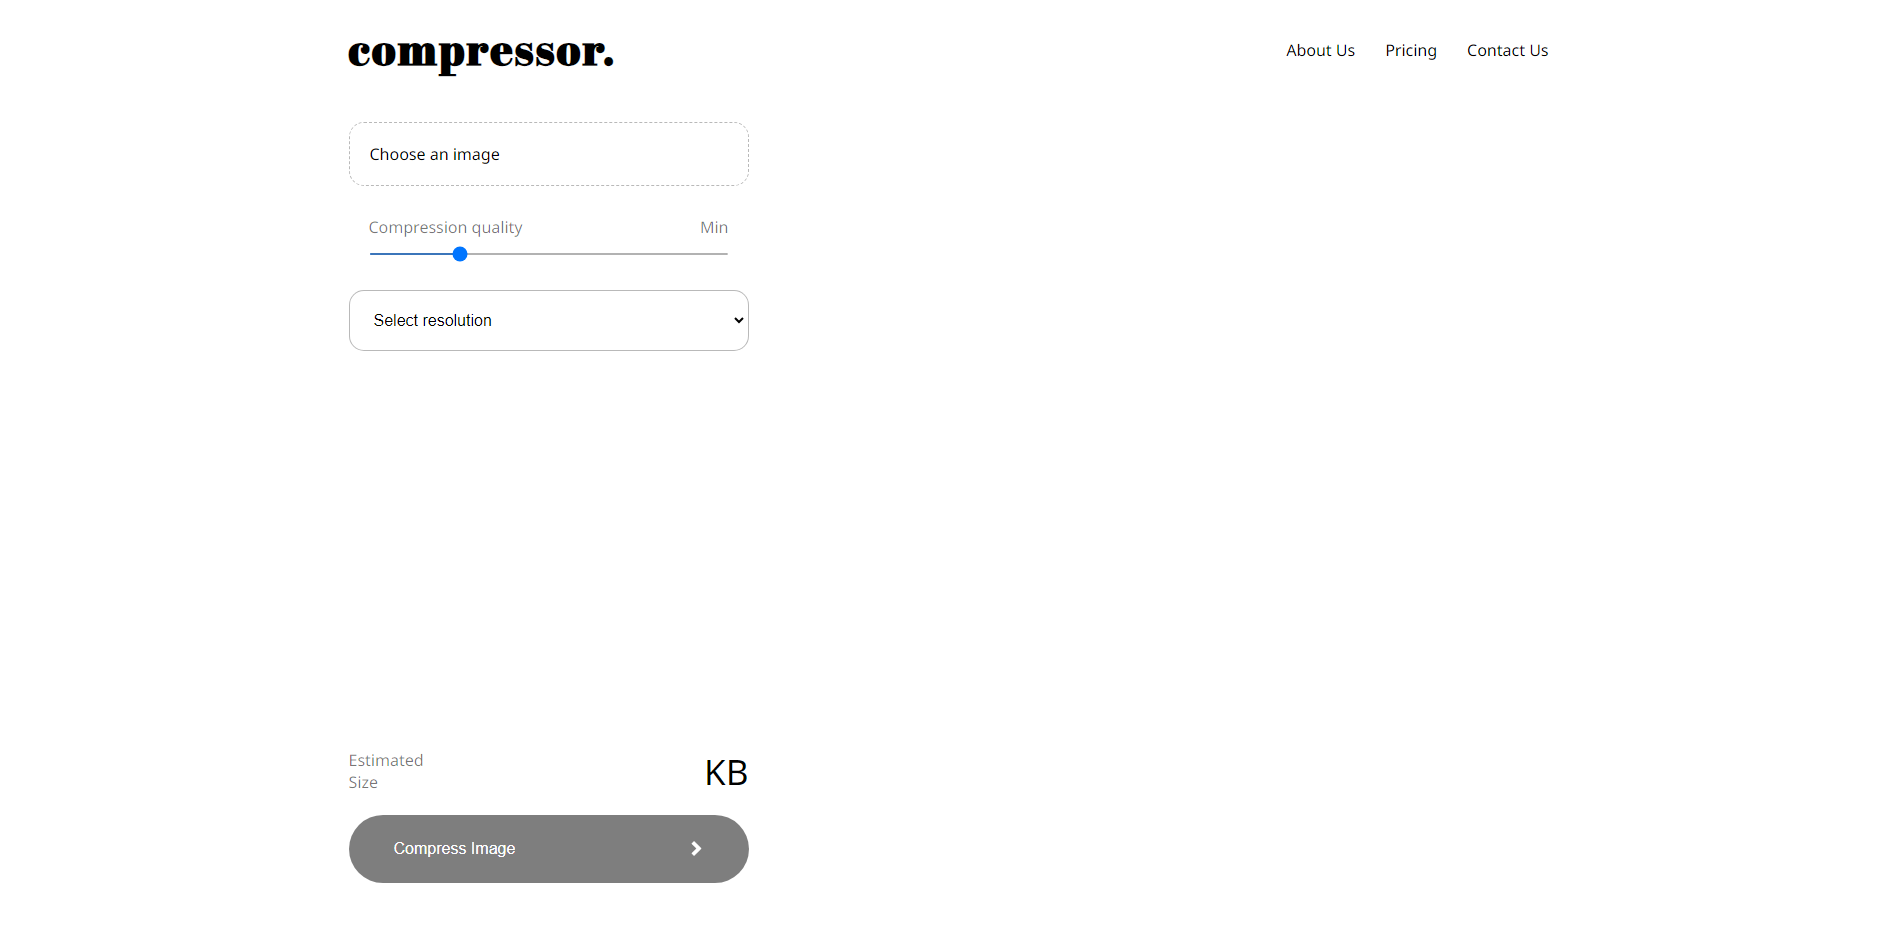 compressor.
About Us
Pricing
Contact Us
Choose an image
Compression quality
Min
Select resolution
Estimated
Size
KB
Compress Image